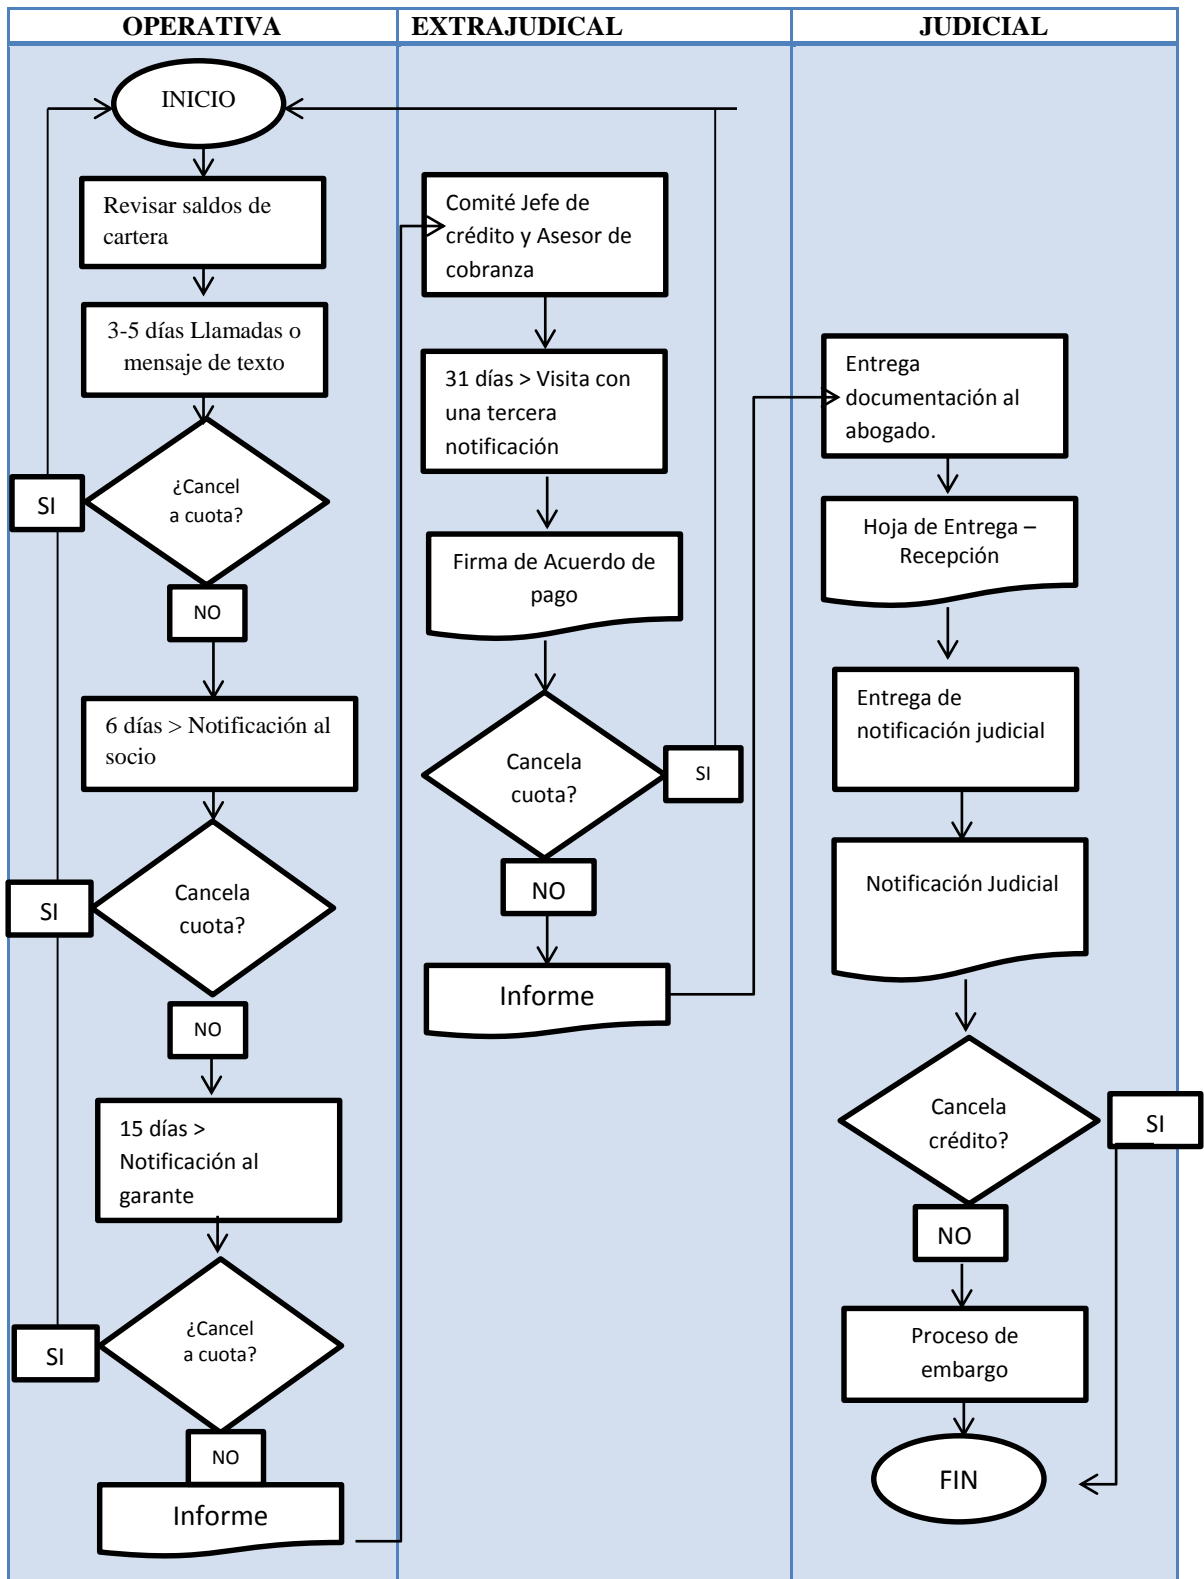 OPERATIVA
EXTRAJUDICAL
JUDICIAL
INICIO
Revisar saldos de
cartera
3-5 días Llamadas o
mensaje de texto
¿Cancel
a cuota?
SI
NO
6 días > Notificación al
socio
Cancela
cuota?
SI
NO
15 días >
Notificación al
garante
¿Cancel
a cuota?
SI
NO
Informe
Comité Jefe de
crédito y Asesor de
cobranza
31 días > Visita con
una tercera
notificación
Firma de Acuerdo de
pago
Cancela
cuota?
SI
NO
Informe
Entrega
documentación al
abogado.
Hoja de Entrega –
Recepción
Entrega de
notificación judicial
Notificación Judicial
Cancela
crédito?
SI
NO
Proceso de
embargo
FIN